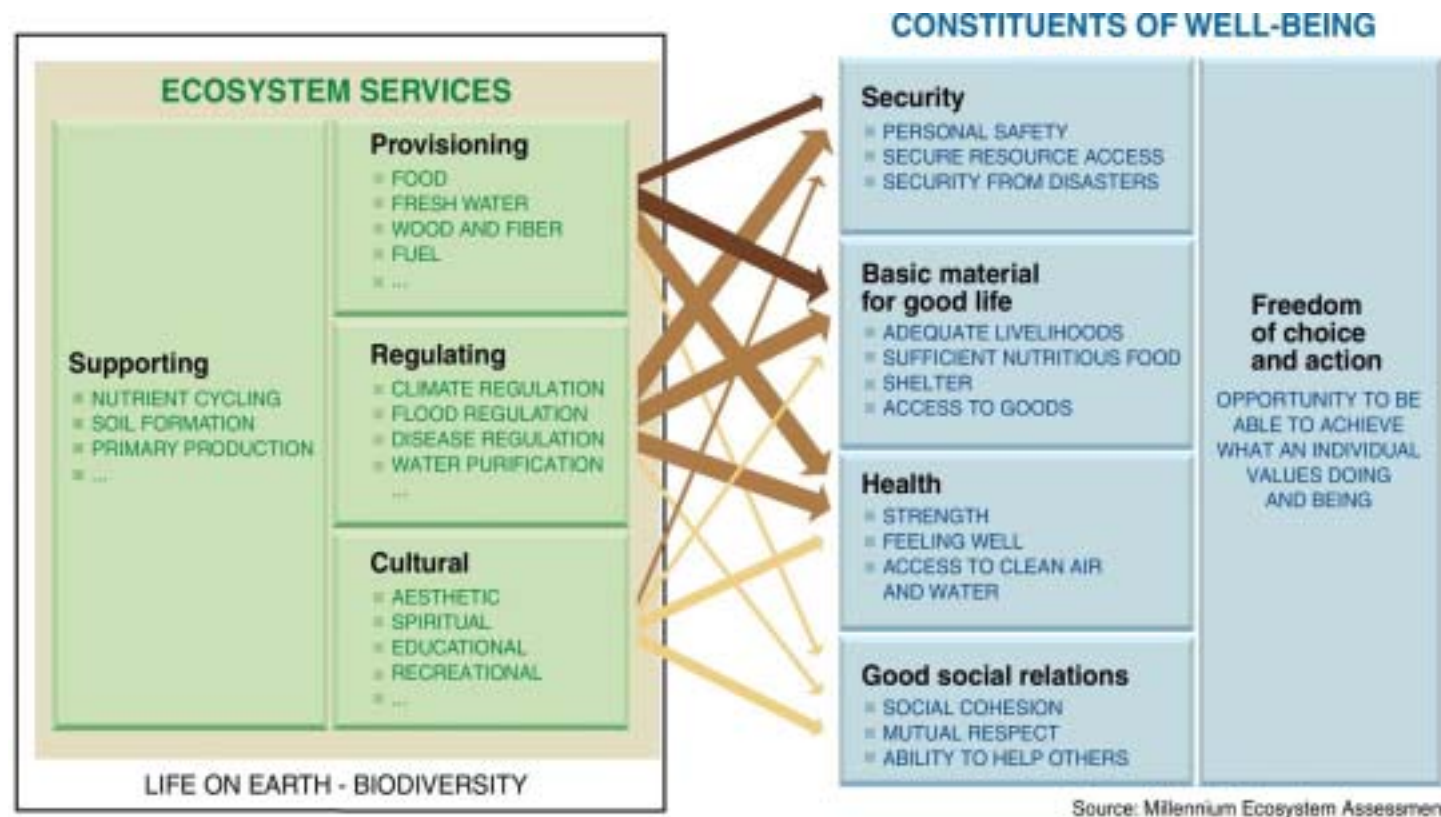 CONSTITUENTS OF WELL-BEING
ECOSYSTEM SERVICES
Supporting
NUTRIENT CYCLING
SOIL FORMATION
PRIMARY PRODUCTION
...
Provisioning
FOOD
FRESH WATER
WOOD AND FIBER
FUEL
...
Regulating
CLIMATE REGULATION
FLOOD REGULATION
DISEASE REGULATION
WATER PURIFICATION
...
Cultural
AESTHETIC
SPIRITUAL
EDUCATIONAL
RECREATIONAL
...
LIFE ON EARTH - BIODIVERSITY
Security
PERSONAL SAFETY
SECURE RESOURCE ACCESS
SECURITY FROM DISASTERS
Basic material
for good life
ADEQUATE LIVELIHOODS
SUFFICIENT NUTRITIOUS FOOD
SHELTER
ACCESS TO GOODS
Health
STRENGTH
FEELING WELL
ACCESS TO CLEAN AIR
AND WATER
Good social relations
SOCIAL COHESION
MUTUAL RESPECT
ABILITY TO HELP OTHERS
Freedom
of choice
and action
OPPORTUNITY TO BE
ABLE TO ACHIEVE
WHAT AN INDIVIDUAL
VALUES DOING
AND BEING
Source: Millennium Ecosystem Assessmen